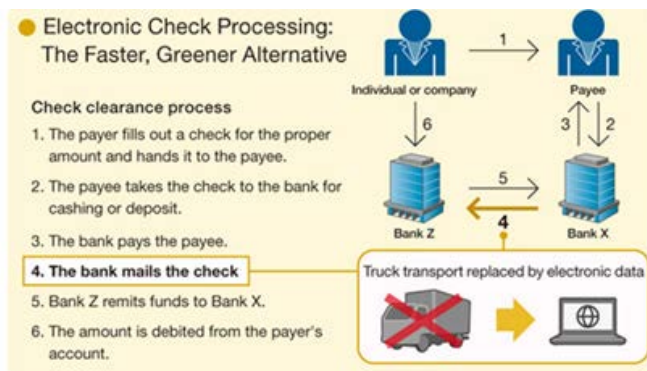 Electronic Check Processing:
The Faster, Greener Alternative
Check clearance process
1. The payer fills out a check for the proper
amount and hands it to the payee.
2. The payee takes the check to the bank for
cashing or deposit.
3. The bank pays the payee.
4. The bank mails the check
5. Bank Z remits funds to Bank X.
6. The amount is debited from the payer's
account.
1
Individual or company
Payee
6
3
2
5
4
Bank Z
Bank X
Truck transport replaced by electronic data